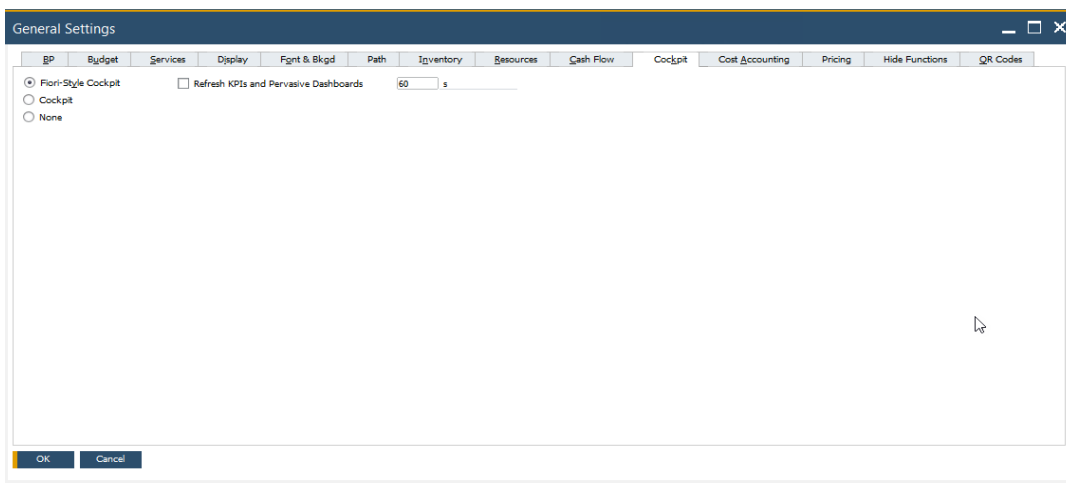 General Settings
BP Budget Services Display Font & Bkgd Path Inventory Resources Cash Flow Cockpit Cost Accounting Pricing Hide Functions QR Codes
Fiori-Style Cockpit Refresh KPIs and Pervasive Dashboards 60 s
Cockpit
None
OK Cancel